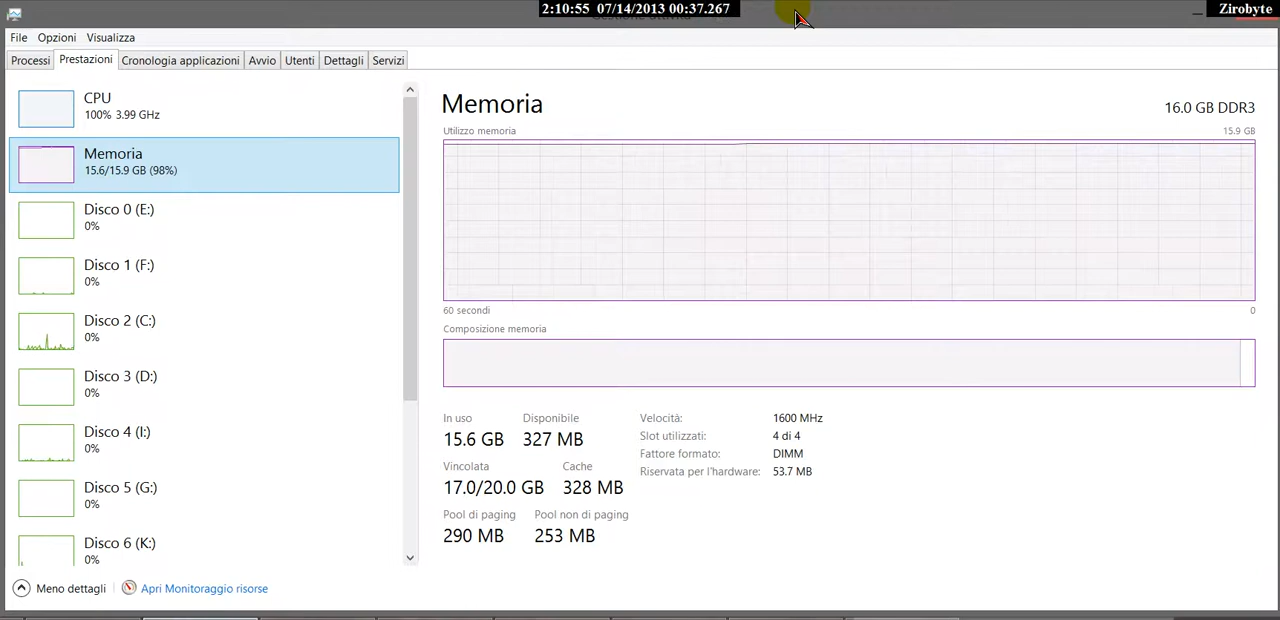 2:10:55 07/14/2013 00:37.267
Zirobyte
File Opzioni Visualizza
Processi Prestazioni Cronologia applicazioni Avvio Utenti Dettagli Servizi
CPU
100% 3.99 GHz
Memoria
15.6/15.9 GB (98%)
Disco 0 (E:)
0%
Disco 1 (F:)
0%
Disco 2 (C:)
0%
Disco 3 (D:)
0%
Disco 4 (I:)
0%
Disco 5 (G:)
0%
Disco 6 (K:)
0%
Memoria
16.0 GB DDR3
Utilizzo memoria
15.9 GB
60 secondi
0
Composizione memoria
In uso
15.6 GB
Disponibile
327 MB
Vincolata
17.0/20.0 GB
Cache
328 MB
Pool di paging
290 MB
Pool non di paging
253 MB
Velocità: 1600 MHz
Slot utilizzati: 4 di 4
Fattore formato: DIMM
Riservata per l'hardware: 53.7 MB
Meno dettagli
Apri Monitoraggio risorse